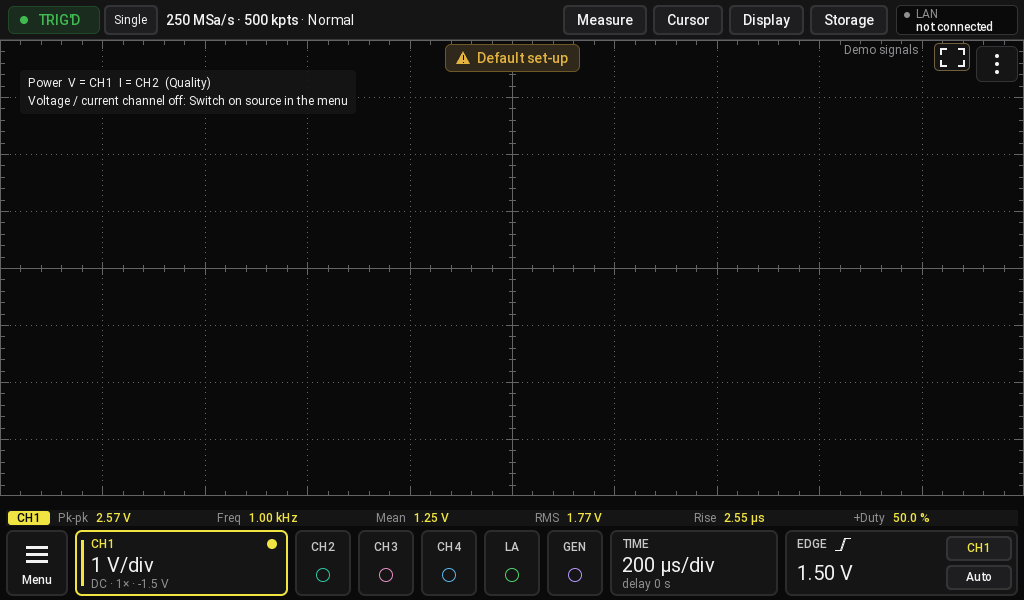 TRIG'D
Single
250 MSa/s · 500 kpts · Normal
Measure
Cursor
Display
Storage
LAN
not connected
Default set-up
Demo signals
Power V = CH1 I = CH2 (Quality)
Voltage / current channel off: Switch on source in the menu
CH1 Pk-pk 2.57 V Freq 1.00 kHz Mean 1.25 V RMS 1.77 V Rise 2.55 µs +Duty 50.0 %
Menu
CH1
1 V/div
DC · 1× · -1.5 V
CH2
CH3
CH4
LA
GEN
TIME
200 µs/div
delay 0 s
EDGE
1.50 V
CH1
Auto